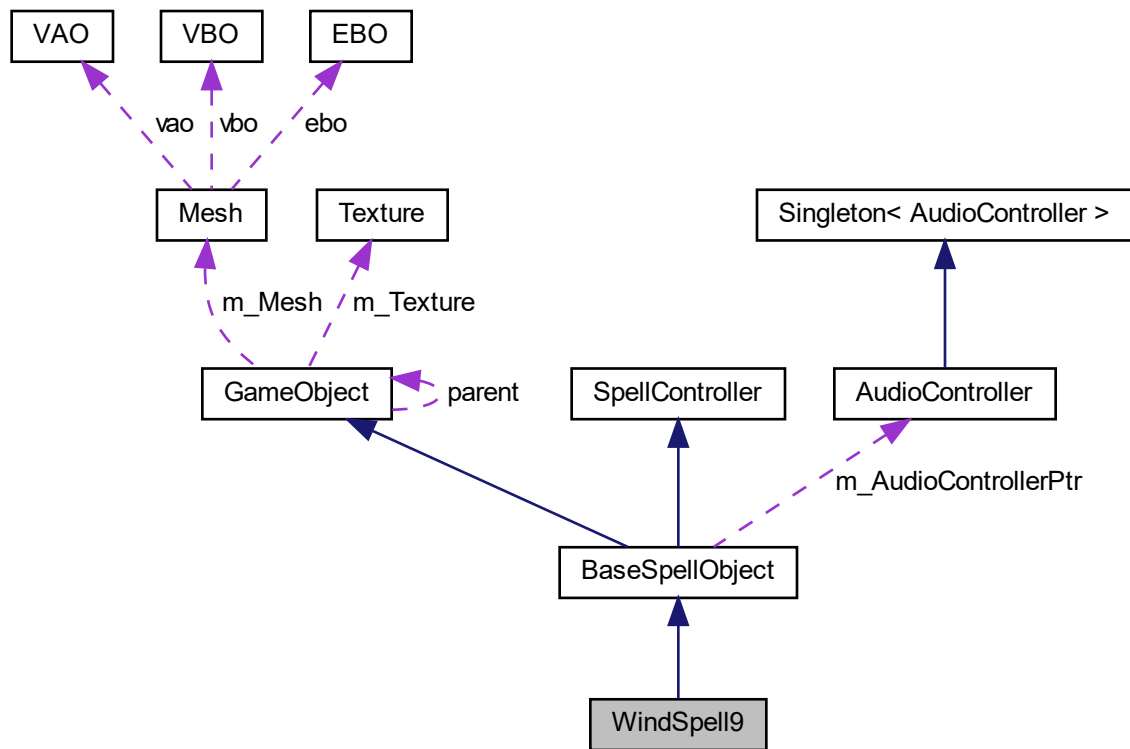 VAO
VBO
EBO
vao
vbo
ebo
Mesh
Texture
Singleton< AudioController >
m_Mesh
m_Texture
GameObject
parent
SpellController
AudioController
m_AudioControllerPtr
BaseSpellObject
WindSpell9